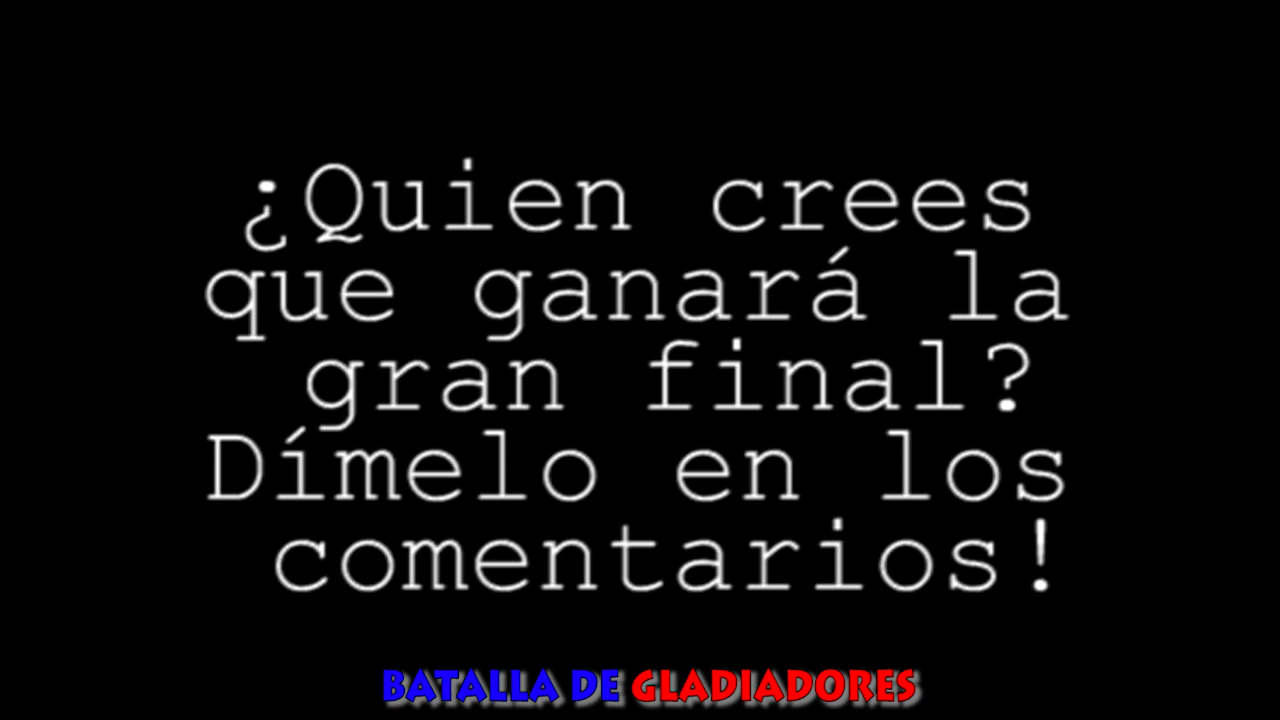 ¿Quien crees
que ganará la
gran final?
Dímelo en los
comentarios!
BATALLA DE GLADIADORES